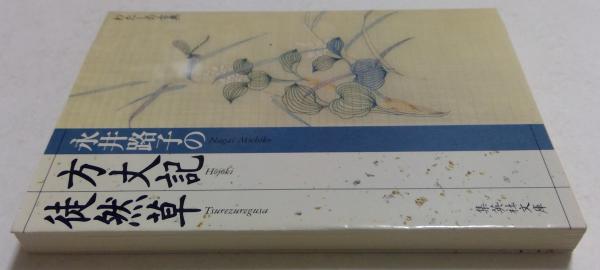 わたしの古典
永井路子の
Nagai Michiko
方丈記
Hōjōki
徒然草
Tsurezuregusa
集英社文庫